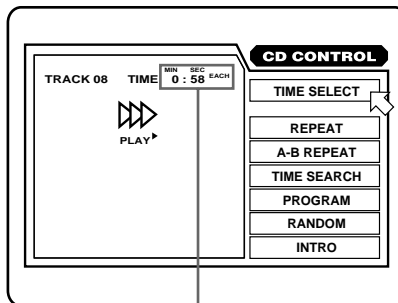 CD CONTROL
MIN SEC
TRACK 08 TIME 0 : 58 EACH
PLAY
TIME SELECT
REPEAT
A-B REPEAT
TIME SEARCH
PROGRAM
RANDOM
INTRO